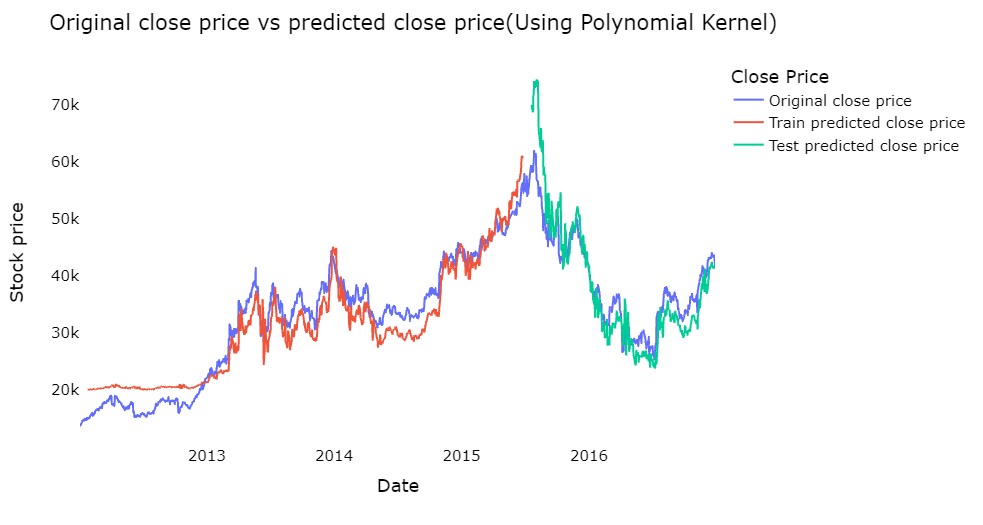 Original close price vs predicted close price(Using Polynomial Kernel)
Close Price
Original close price
Train predicted close price
Test predicted close price
70k
60k
50k
40k
30k
20k
Stock price
2013 2014 2015 2016
Date